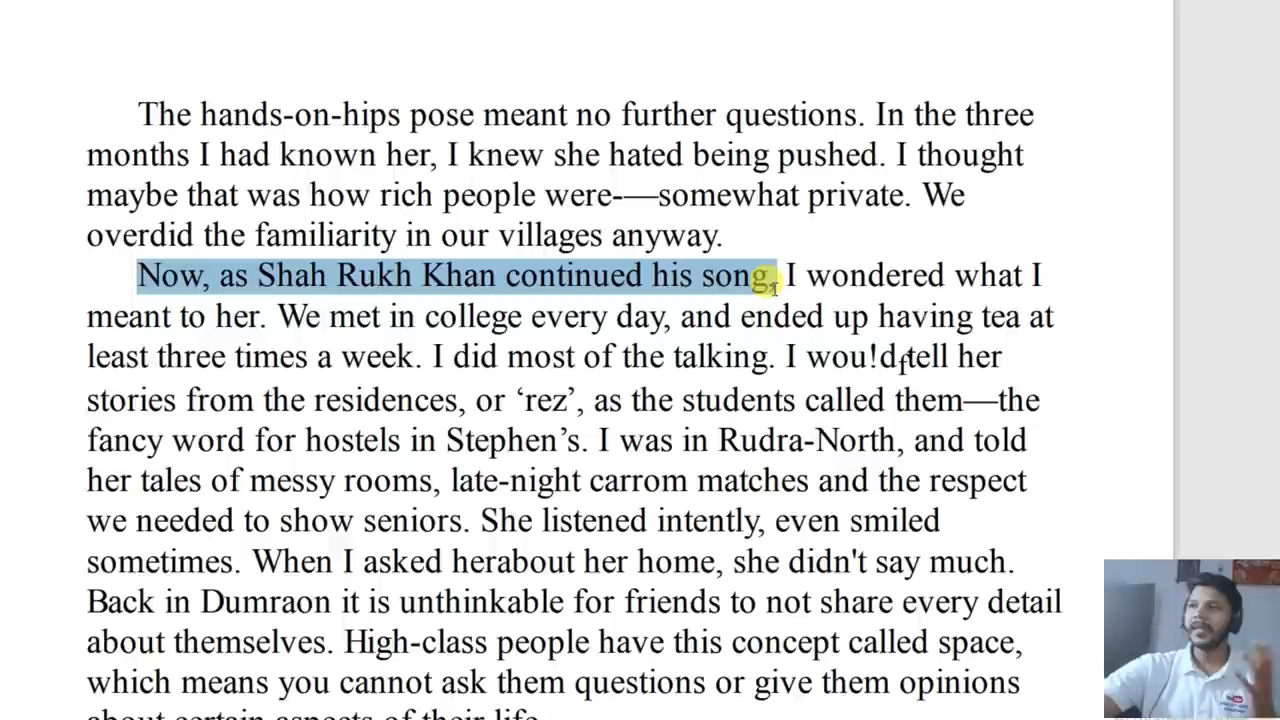 The hands-on-hips pose meant no further questions. In the three
months I had known her, I knew she hated being pushed. I thought
maybe that was how rich people were-—somewhat private. We
overdid the familiarity in our villages anyway.
Now, as Shah Rukh Khan continued his song, I wondered what I
meant to her. We met in college every day, and ended up having tea at
least three times a week. I did most of the talking. I wou!dftell her
stories from the residences, or ‘rez’, as the students called them—the
fancy word for hostels in Stephen’s. I was in Rudra-North, and told
her tales of messy rooms, late-night carrom matches and the respect
we needed to show seniors. She listened intently, even smiled
sometimes. When I asked herabout her home, she didn't say much.
Back in Dumraon it is unthinkable for friends to not share every detail
about themselves. High-class people have this concept called space,
which means you cannot ask them questions or give them opinions
about certain aspects of their life.